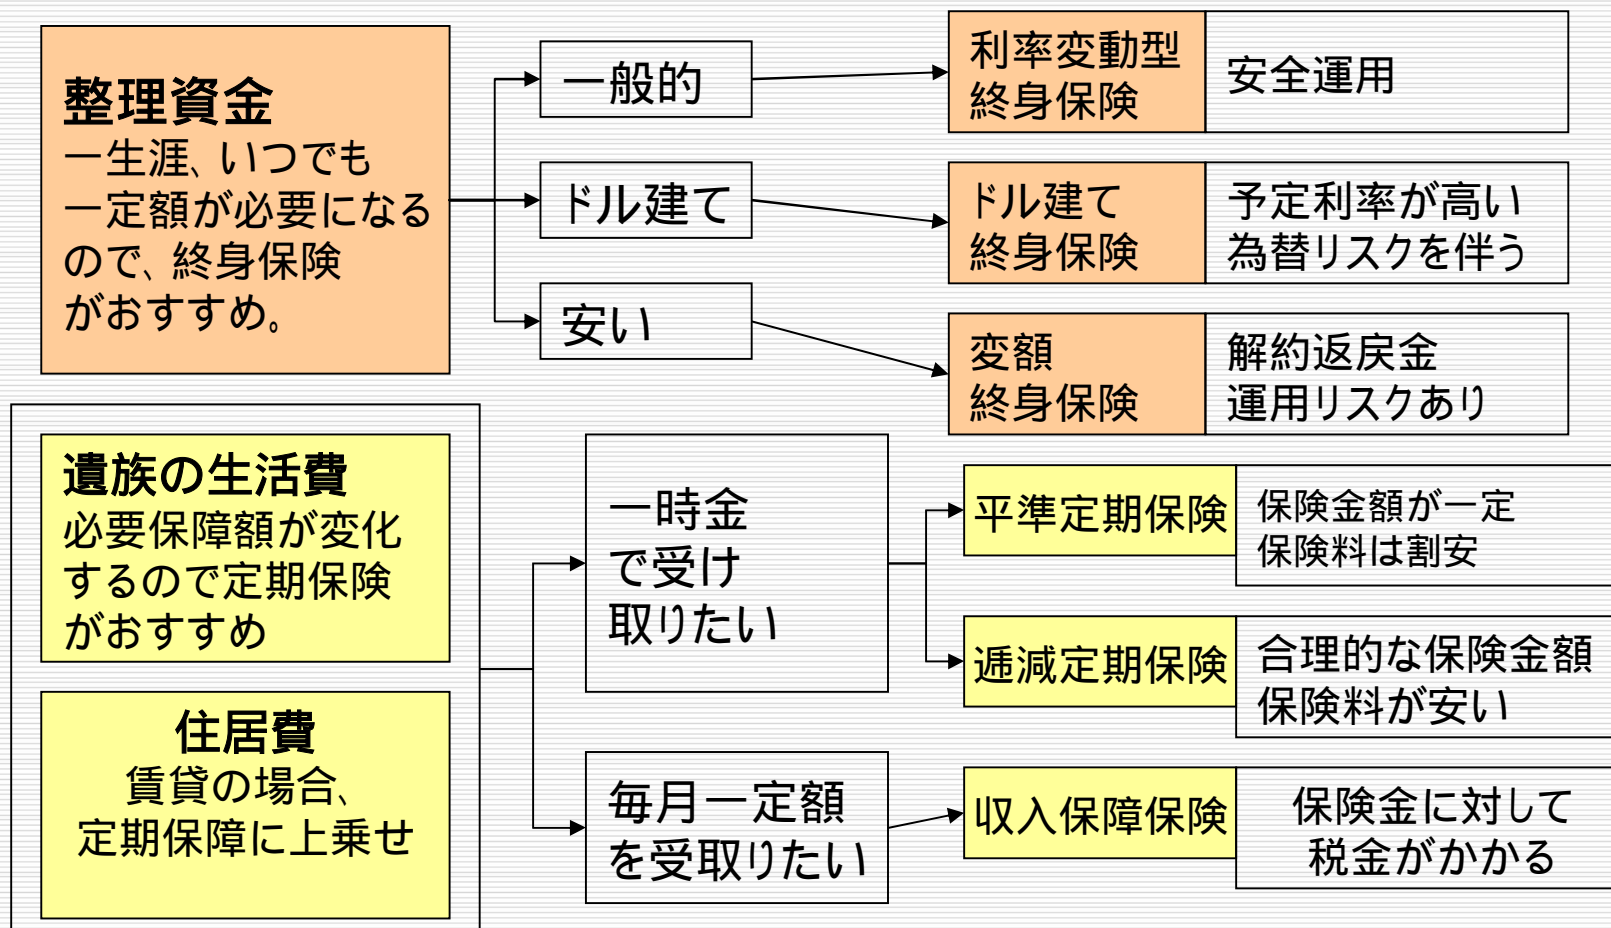 整理資金
一生涯、いつでも
一定額が必要になる
ので、終身保険
がおすすめ。
一般的
利率変動型
終身保険
安全運用
ドル建て
ドル建て
終身保険
予定利率が高い
為替リスクを伴う
安い
変額
終身保険
解約返戻金
運用リスクあり
遺族の生活費
必要保障額が変化
するので定期保険
がおすすめ
住居費
賃貸の場合、
定期保障に上乗せ
一時金
で受け
取りたい
平準定期保険
保険金額が一定
保険料は割安
逓減定期保険
合理的な保険金額
保険料が安い
毎月一定額
を受取りたい
収入保障保険
保険金に対して
税金がかかる